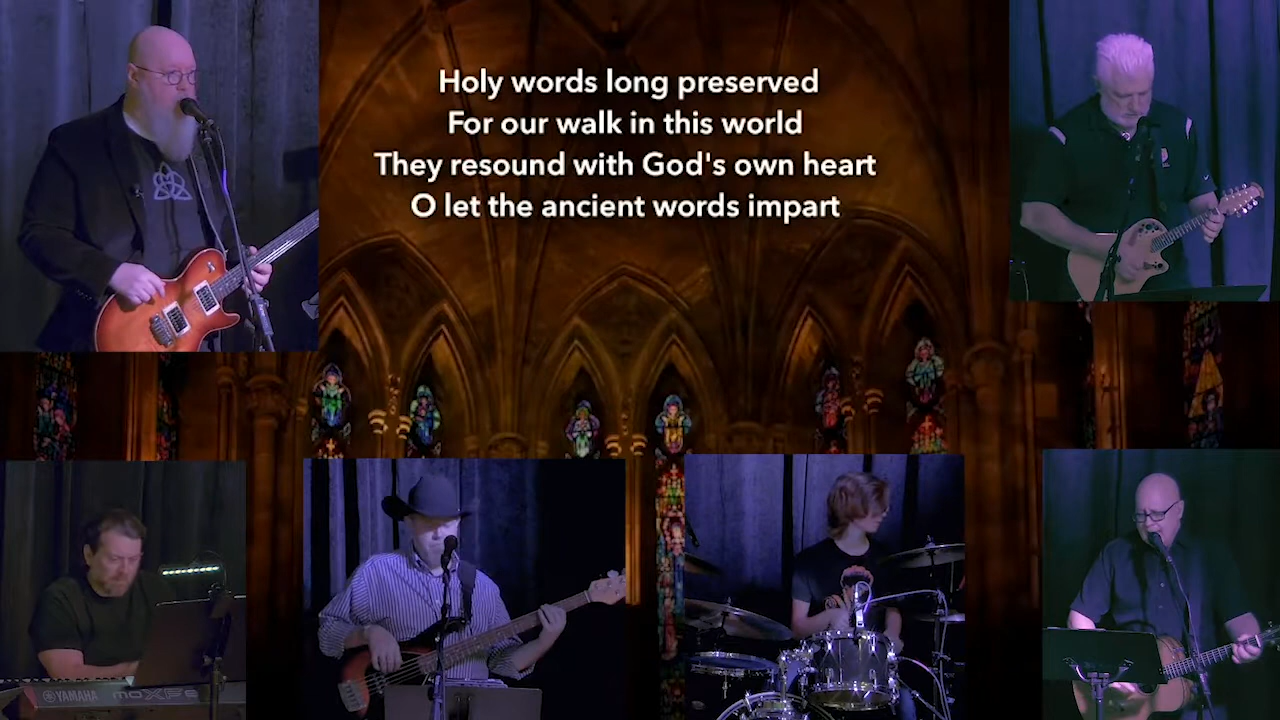 Holy words long preserved
For our walk in this world
They resound with God's own heart
O let the ancient words impart
YAMAHA MOXF8